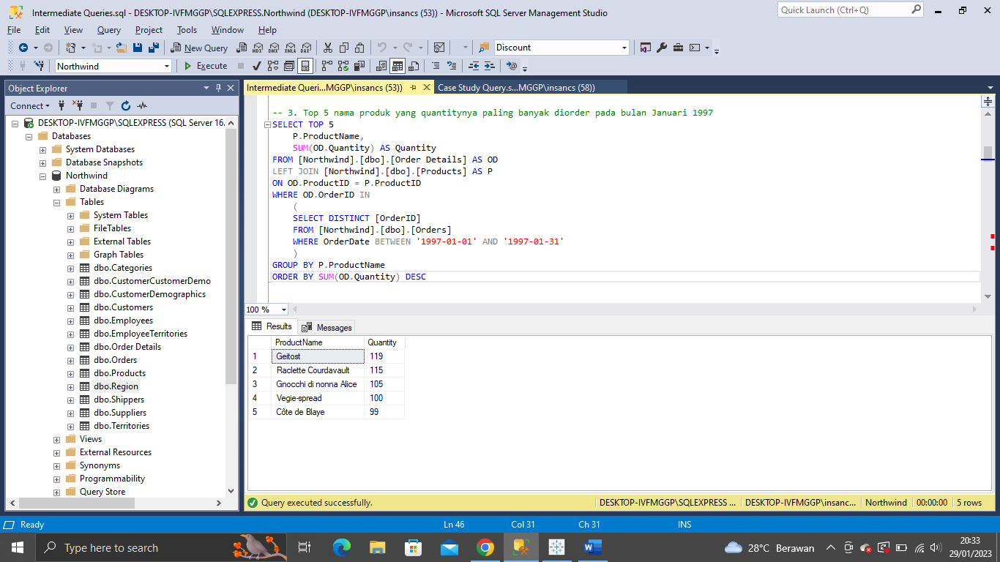 Intermediate Queries.sql - DESKTOP-IVFMGGP\SQLEXPRESS.Northwind (DESKTOP-IVFMGGP\insancs (53)) - Microsoft SQL Server Management Studio
Quick Launch (Ctrl+Q)
File Edit View Query Project Tools Window Help
New Query MDX DMX XMLA DAX Discount
Northwind Execute
Object Explorer
Connect
DESKTOP-IVFMGGP\SQLEXPRESS (SQL Server 16.
Databases
System Databases
Database Snapshots
Northwind
Database Diagrams
Tables
System Tables
FileTables
External Tables
Graph Tables
dbo.Categories
dbo.CustomerCustomerDemo
dbo.CustomerDemographics
dbo.Customers
dbo.Employees
dbo.EmployeeTerritories
dbo.Order Details
dbo.Orders
dbo.Products
dbo.Region
dbo.Shippers
dbo.Suppliers
dbo.Territories
Views
External Resources
Synonyms
Programmability
Query Store
Intermediate Queri...MGGP\insancs (53)) Case Study Query.s...MGGP\insancs (58))
-- 3. Top 5 nama produk yang quantitynya paling banyak diorder pada bulan Januari 1997
SELECT TOP 5
P.ProductName,
SUM(OD.Quantity) AS Quantity
FROM [Northwind].[dbo].[Order Details] AS OD
LEFT JOIN [Northwind].[dbo].[Products] AS P
ON OD.ProductID = P.ProductID
WHERE OD.OrderID IN
(
SELECT DISTINCT [OrderID]
FROM [Northwind].[dbo].[Orders]
WHERE OrderDate BETWEEN '1997-01-01' AND '1997-01-31'
)
GROUP BY P.ProductName
ORDER BY SUM(OD.Quantity) DESC
100 %
Results Messages
ProductName Quantity
1 Geitost 119
2 Raclette Courdavault 115
3 Gnocchi di nonna Alice 105
4 Vegie-spread 100
5 Côte de Blaye 99
Query executed successfully. DESKTOP-IVFMGGP\SQLEXPRESS ... DESKTOP-IVFMGGP\insanc... Northwind 00:00:00 5 rows
Ready Ln 46 Col 31 Ch 31 INS
Type here to search 28°C Berawan 20:33
29/01/2023